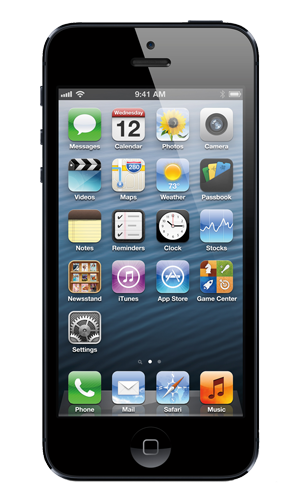 9:41 AM
Wednesday
12
280
73°
Messages Calendar Photos Camera
Videos Maps Weather Passbook
Notes Reminders Clock Stocks
Newsstand iTunes App Store Game Center
Settings
Phone Mail Safari Music